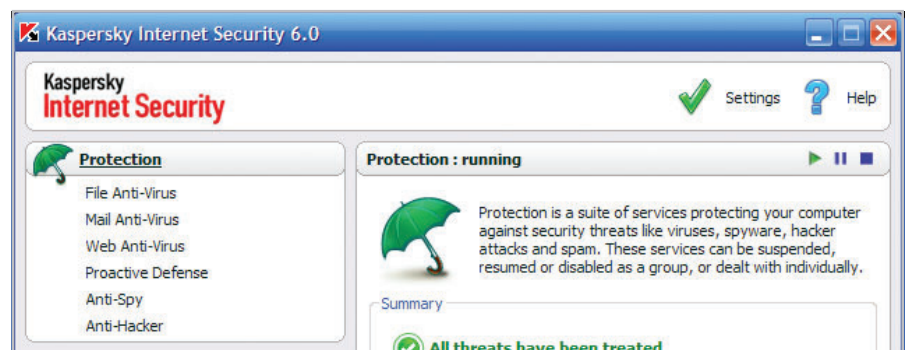 Kaspersky Internet Security 6.0
Kaspersky
Internet Security
Settings
Help
Protection
File Anti-Virus
Mail Anti-Virus
Web Anti-Virus
Proactive Defense
Anti-Spy
Anti-Hacker
Protection : running
Protection is a suite of services protecting your computer
against security threats like viruses, spyware, hacker
attacks and spam. These services can be suspended,
resumed or disabled as a group, or dealt with individually.
Summary
All threats have been treated